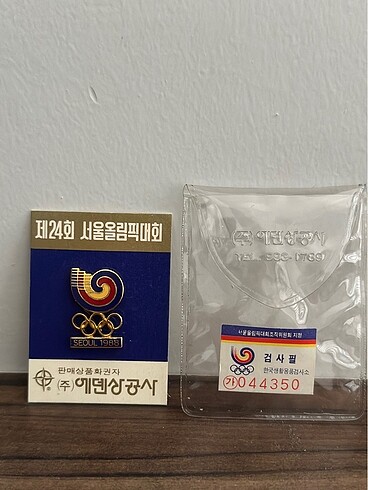 제24회 서울올림픽대회
SEOUL 1988
판매상품화권자
(주)에덴상공사
(주)에덴상공사
서울올림픽대회조직위원회 지정
검사필
한국생활용품검사소
가 044350